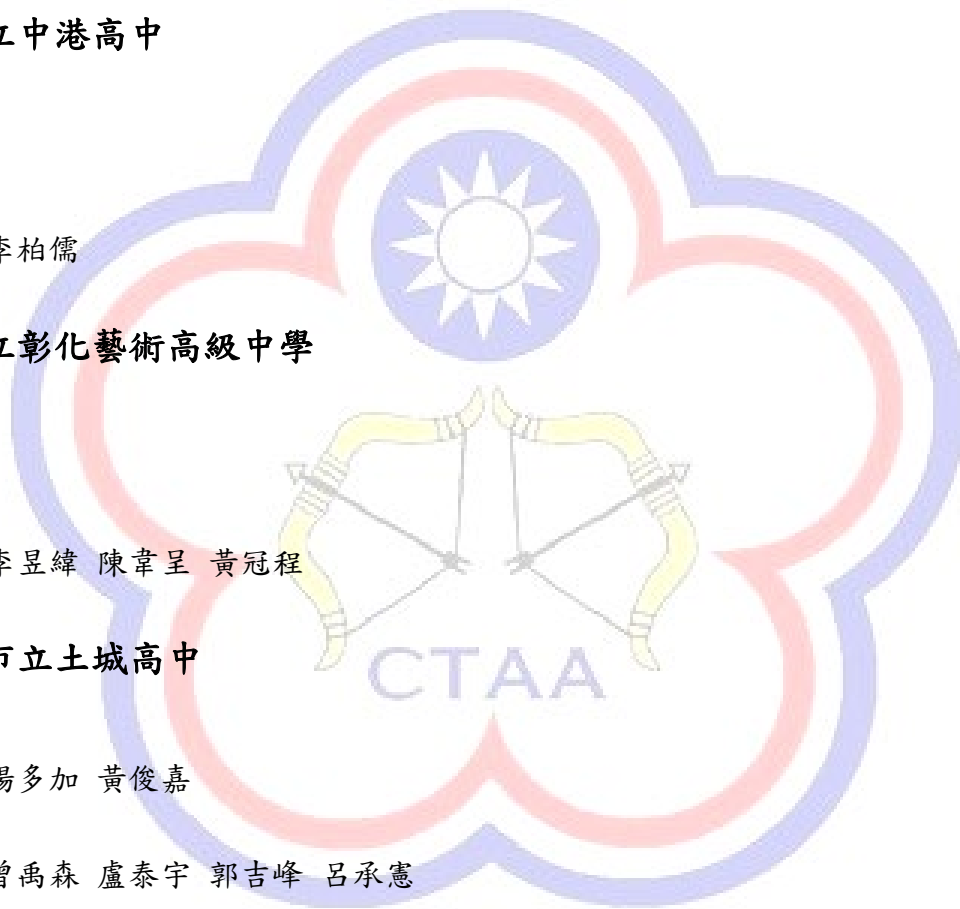 立中港高中
李柏儒
立彰化藝術高級中學
李昱緯 陳韋呈 黃冠程
市立土城高中
楊多加 黃俊嘉
CTAA
曾禹森 盧泰宇 郭吉峰 呂承憲